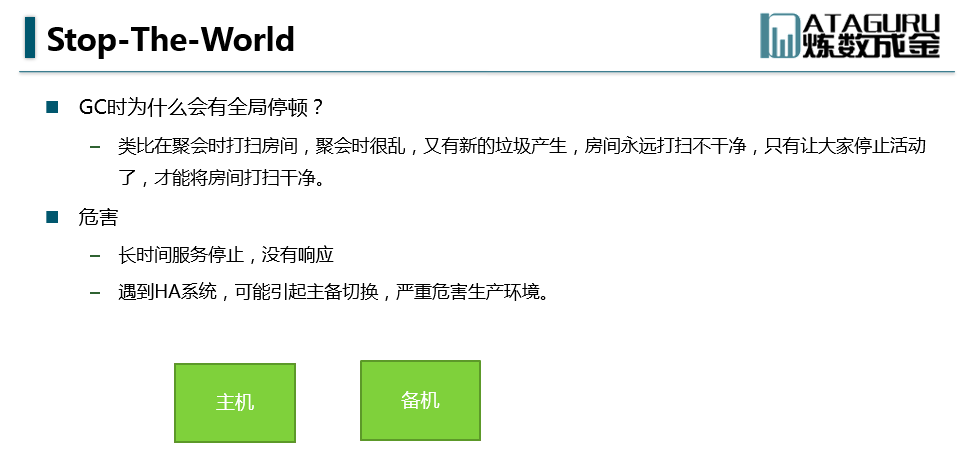 Stop-The-World
ATAGURU
炼数成金
GC时为什么会有全局停顿？
– 类比在聚会时打扫房间，聚会时很乱，又有新的垃圾产生，房间永远打扫不干净，只有让大家停止活动
了，才能将房间打扫干净。
危害
– 长时间服务停止，没有响应
– 遇到HA系统，可能引起主备切换，严重危害生产环境。
主机
备机